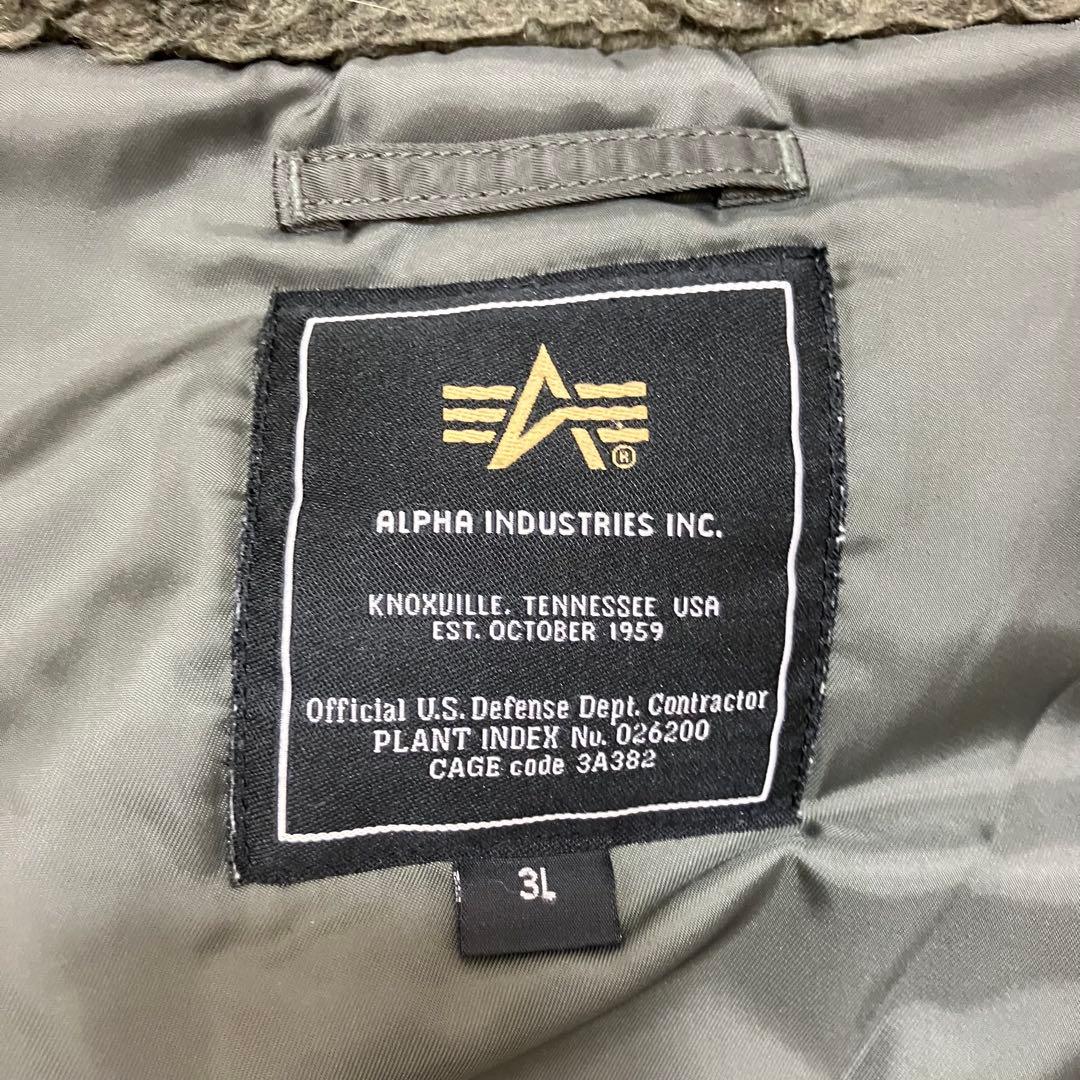 ALPHA INDUSTRIES INC.
KNOXVILLE. TENNESSEE USA
EST. OCTOBER 1959
Official U.S. Defense Dept. Contractor
PLANT INDEX No. 026200
CAGE code 3A382
3L